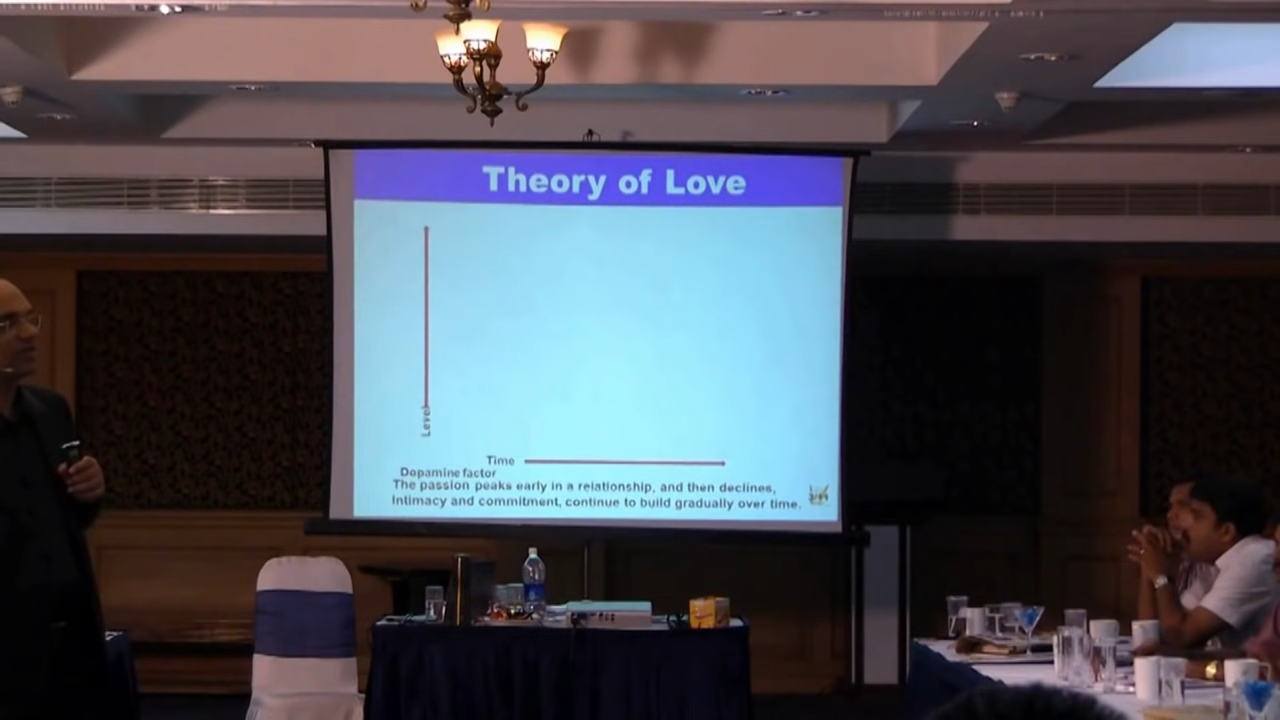 Theory of Love
Level
Time
Dopamine factor
The passion peaks early in a relationship, and then declines,
Intimacy and commitment, continue to build gradually over time.